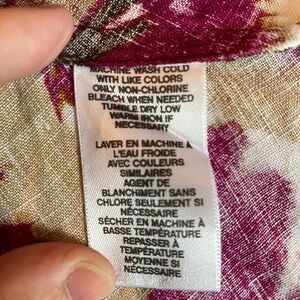 MACHINE WASH COLD
WITH LIKE COLORS
ONLY NON-CHLORINE
BLEACH WHEN NEEDED
TUMBLE DRY LOW
WARM IRON IF
NECESSARY
LAVER EN MACHINE À
L'EAU FROIDE
AVEC COULEURS
SIMILAIRES
AGENT DE
BLANCHIMENT SANS
CHLORE SEULEMENT SI
NÉCESSAIRE
SÉCHER EN MACHINE À
BASSE TEMPÉRATURE
REPASSER À
TEMPÉRATURE
MOYENNE SI
NÉCESSAIRE